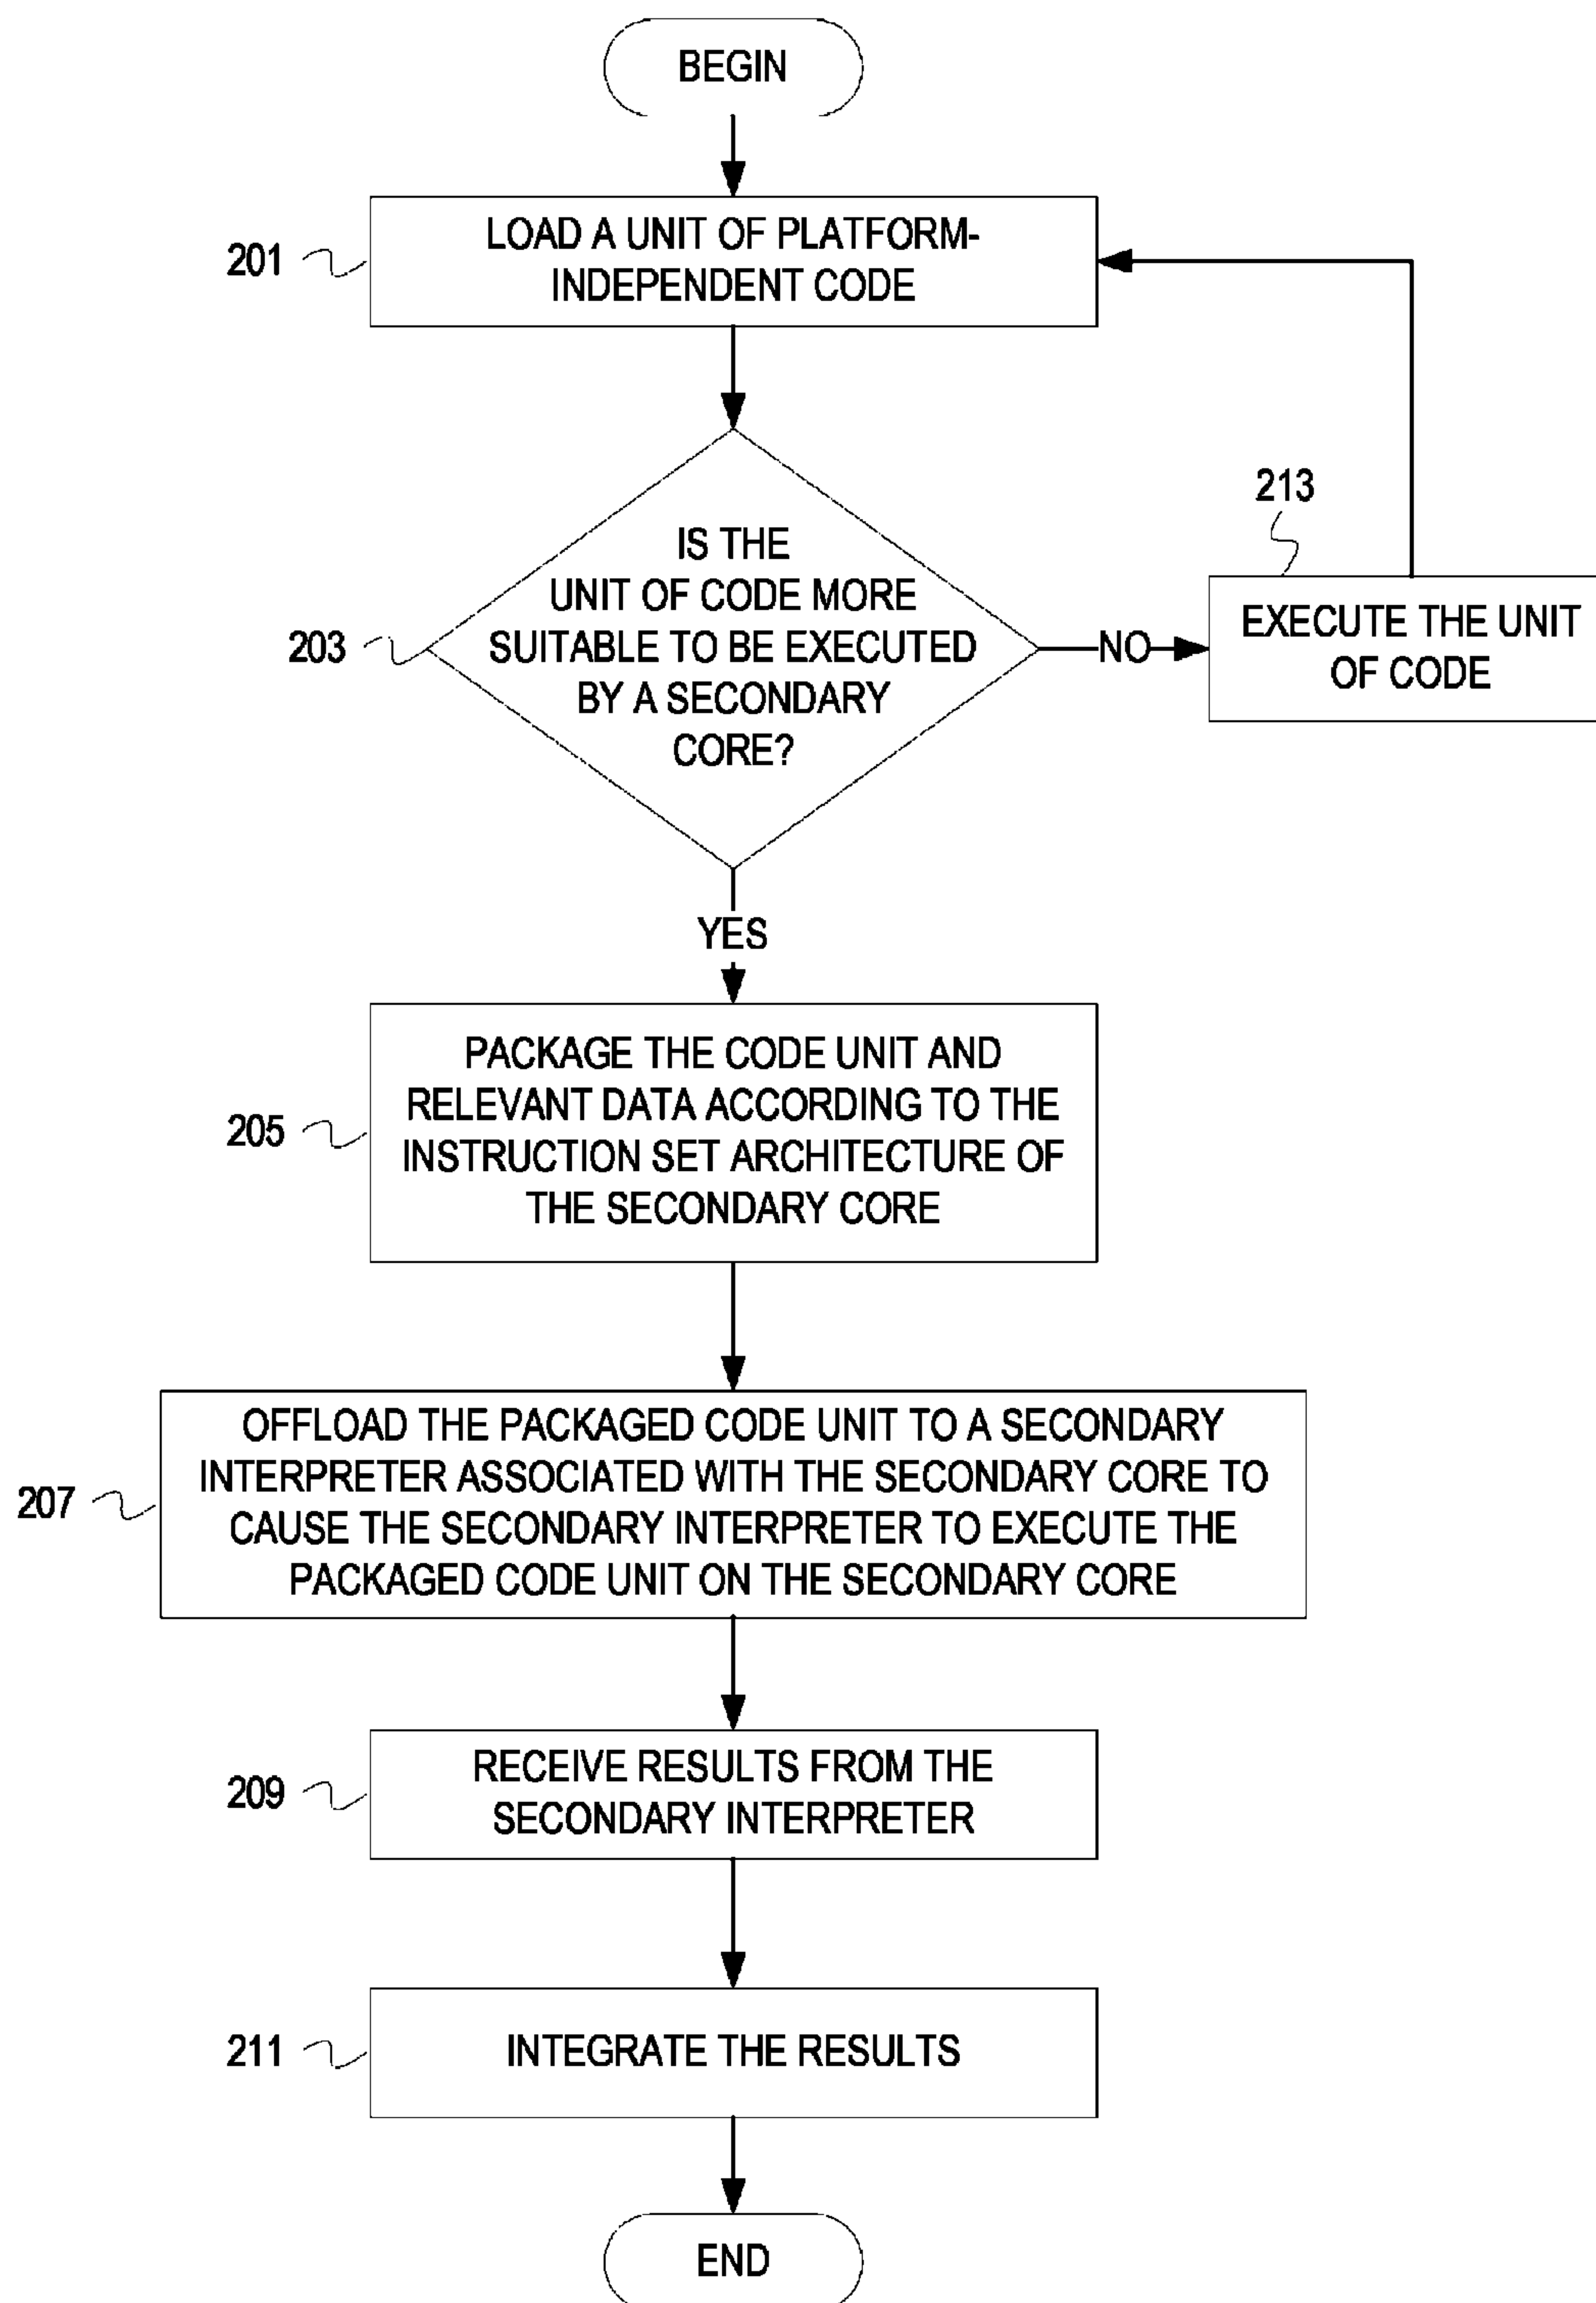 BEGIN
201
LOAD A UNIT OF PLATFORM-
INDEPENDENT CODE
203
IS THE
UNIT OF CODE MORE
SUITABLE TO BE EXECUTED
BY A SECONDARY
CORE?
NO
213
EXECUTE THE UNIT
OF CODE
YES
205
PACKAGE THE CODE UNIT AND
RELEVANT DATA ACCORDING TO THE
INSTRUCTION SET ARCHITECTURE OF
THE SECONDARY CORE
207
OFFLOAD THE PACKAGED CODE UNIT TO A SECONDARY
INTERPRETER ASSOCIATED WITH THE SECONDARY CORE TO
CAUSE THE SECONDARY INTERPRETER TO EXECUTE THE
PACKAGED CODE UNIT ON THE SECONDARY CORE
209
RECEIVE RESULTS FROM THE
SECONDARY INTERPRETER
211
INTEGRATE THE RESULTS
END